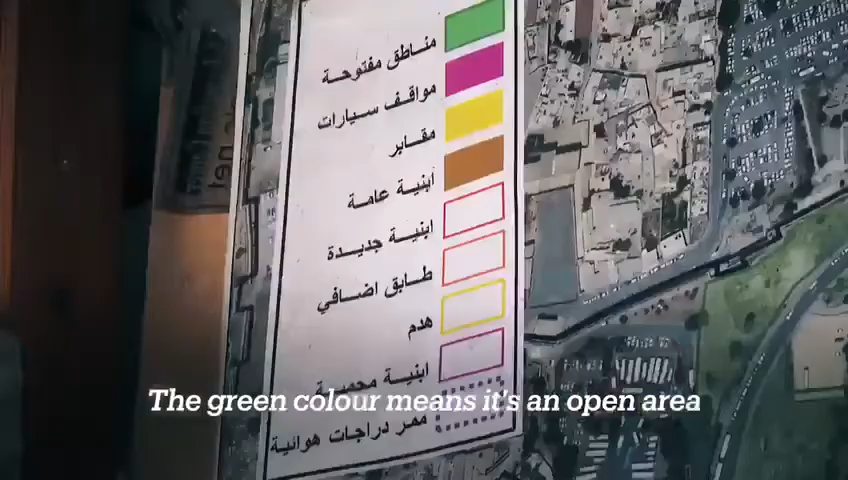 مناطق مفتوحة
مواقف سيارات
مقابر
أبنية عامة
ابنية جديدة
طابق اضافي
هدم
ابنية محمية
ممر دراجات هوائية
The green colour means it's an open area